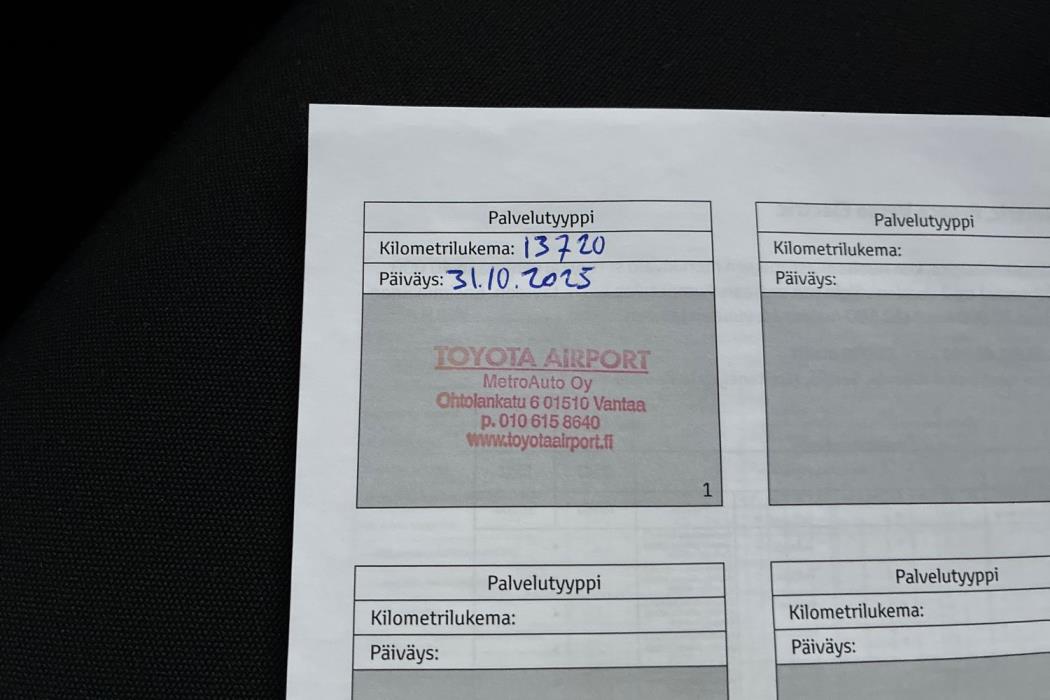 Palvelutyyppi
Kilometrilukema: 13720
Päiväys: 31.10.2025
TOYOTA AIRPORT
MetroAuto Oy
Ohtolankatu 6 01510 Vantaa
p. 010 615 8640
www.toyotaairport.fi
1
Palvelutyyppi
Kilometrilukema:
Päiväys:
Palvelutyyppi
Kilometrilukema:
Päiväys:
Palvelutyyppi
Kilometrilukema:
Päiväys: